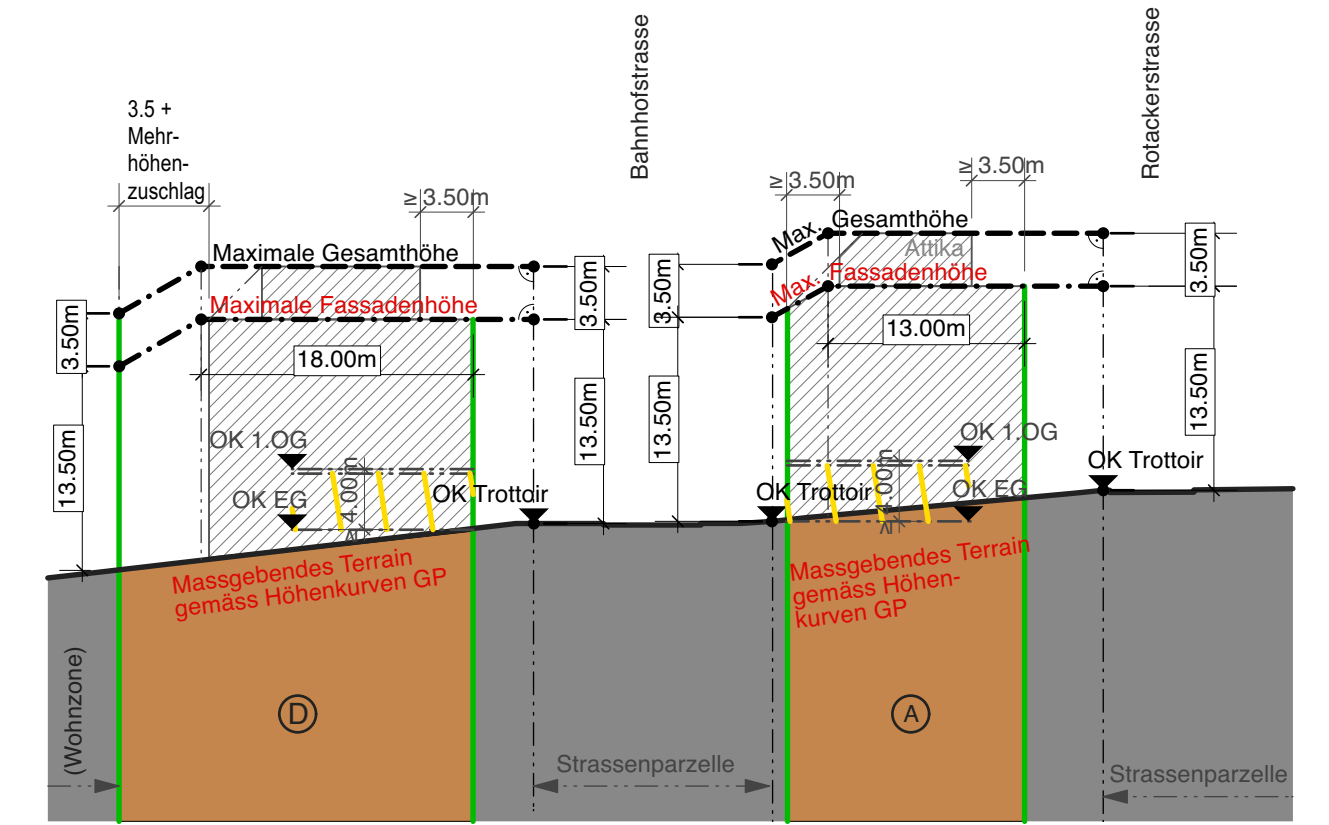 Bahnhofstrasse
Rotackerstrasse
3.5 +
Mehr-
höhen-
zuschlag
≥3.50m
≥3.50m
≥3.50m
Maximale Gesamthöhe
Max. Gesamthöhe
Attika
Maximale Fassadenhöhe
Max. Fassadenhöhe
3.50m
3.50m
3.50m
3.50m
18.00m
13.00m
13.50m
13.50m
13.50m
13.50m
OK 1.OG
OK EG
≥4.00m
OK Trottoir
OK Trottoir
≥4.00m
OK 1.OG
OK EG
OK Trottoir
Massgebendes Terrain
gemäss Höhenkurven GP
Massgebendes Terrain
gemäss Höhen-
kurven GP
(Wohnzone)
D
A
Strassenparzelle
Strassenparzelle